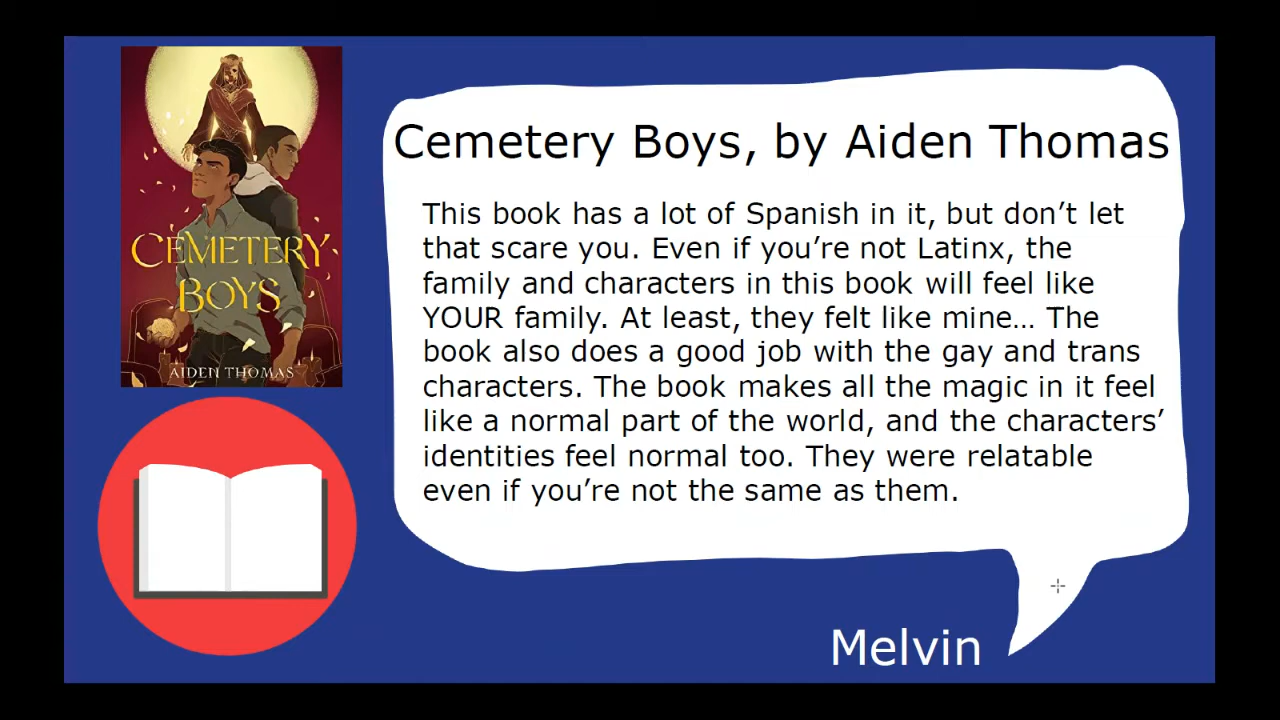 CEMETERY
BOYS
AIDEN THOMAS
Cemetery Boys, by Aiden Thomas
This book has a lot of Spanish in it, but don’t let
that scare you. Even if you’re not Latinx, the
family and characters in this book will feel like
YOUR family. At least, they felt like mine... The
book also does a good job with the gay and trans
characters. The book makes all the magic in it feel
like a normal part of the world, and the characters’
identities feel normal too. They were relatable
even if you’re not the same as them.
Melvin